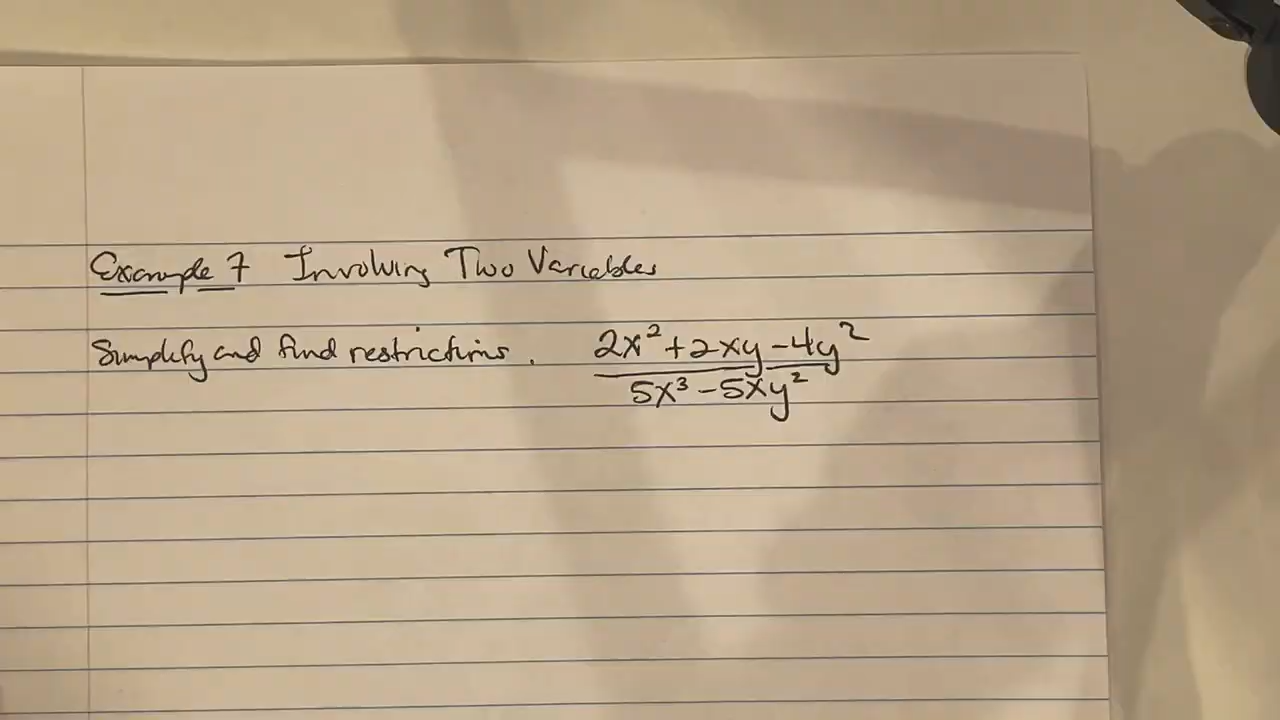 Example 7 Involving Two Variables
Simplify and find restrictions. 2x²+2xy-4y²
5x³-5xy²